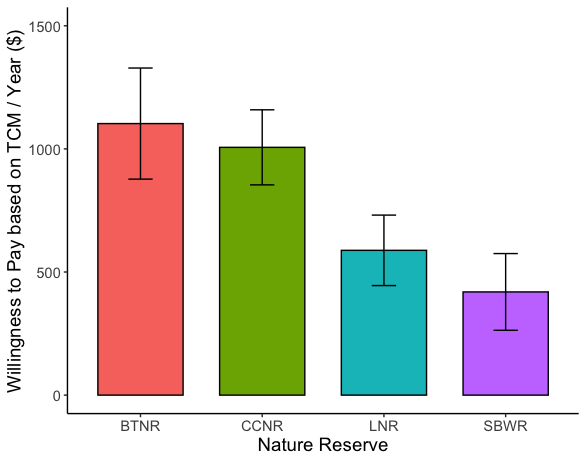 Willingness to Pay based on TCM / Year ($)
1500
1000
500
0
BTNR CCNR LNR SBWR
Nature Reserve